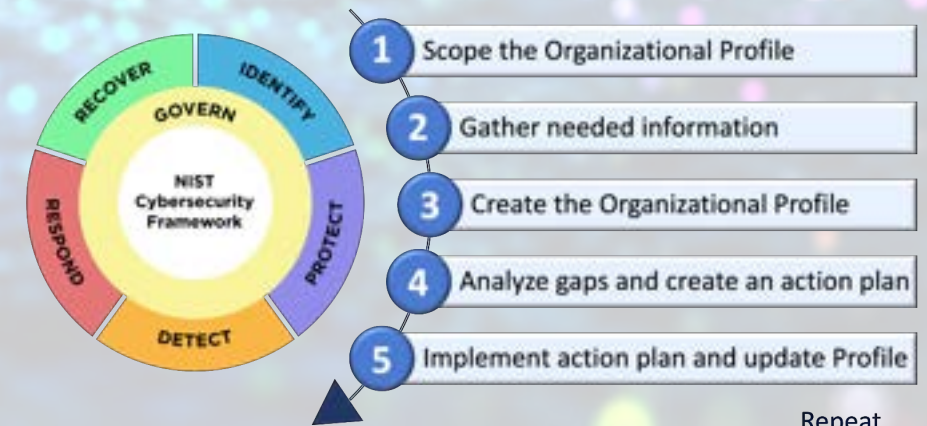 RECOVER
IDENTIFY
GOVERN
NIST
Cybersecurity
Framework
RESPOND
PROTECT
DETECT
1 Scope the Organizational Profile
2 Gather needed information
3 Create the Organizational Profile
4 Analyze gaps and create an action plan
5 Implement action plan and update Profile
Repeat